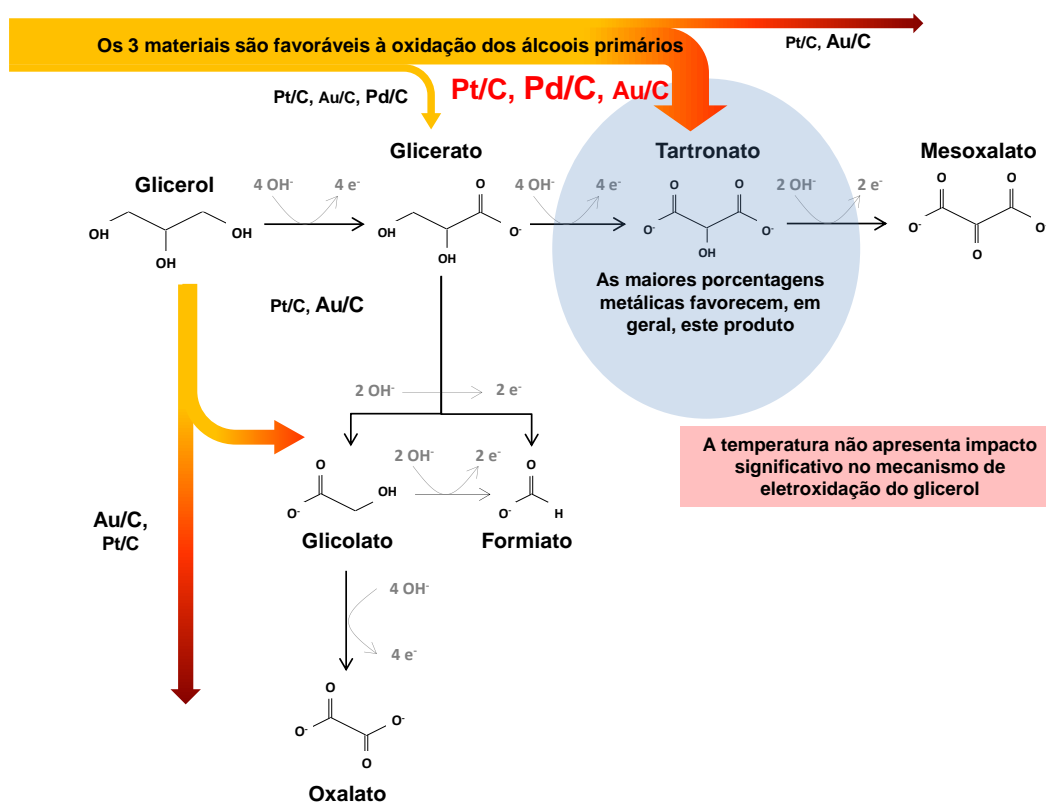 Os 3 materiais são favoráveis à oxidação dos álcoois primários
Pt/C, Au/C
Pt/C, Au/C, Pd/C
Pt/C, Pd/C, Au/C
Glicerol
Glicerato
Tartronato
Mesoxalato
4 OH-
4 e-
4 OH-
4 e-
2 OH-
2 e-
OH
OH
OH
O
OH
OH
O-
O
O
O-
O-
OH
O
O
O-
O-
O
As maiores porcentagens
metálicas favorecem, em
geral, este produto
Pt/C, Au/C
2 OH-
2 e-
A temperatura não apresenta impacto
significativo no mecanismo de
eletroxidação do glicerol
2 OH-
2 e-
O
OH
O-
O
O-
H
Glicolato
Formiato
Au/C,
Pt/C
4 OH-
4 e-
O
O-
O-
O
Oxalato